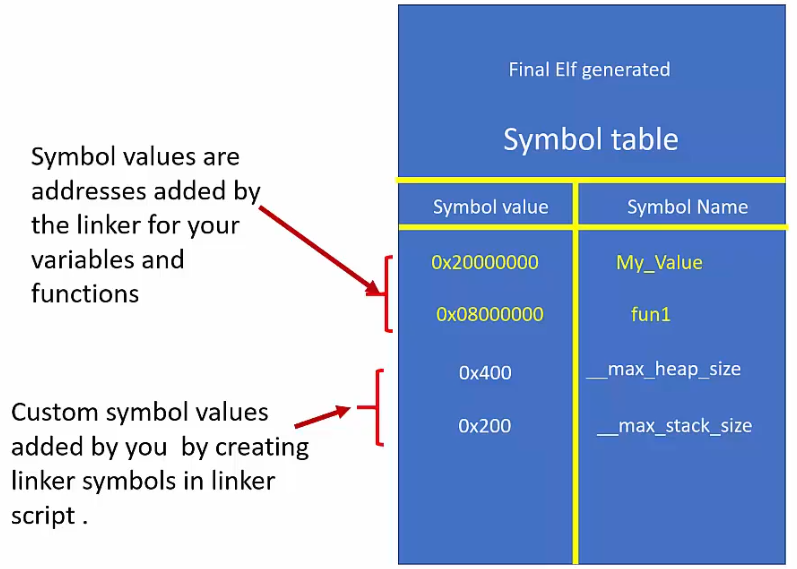 Final Elf generated
Symbol table
Symbol value Symbol Name
0x20000000 My_Value
0x08000000 fun1
0x400 __max_heap_size
0x200 __max_stack_size
Symbol values are
addresses added by
the linker for your
variables and
functions
Custom symbol values
added by you by creating
linker symbols in linker
script .